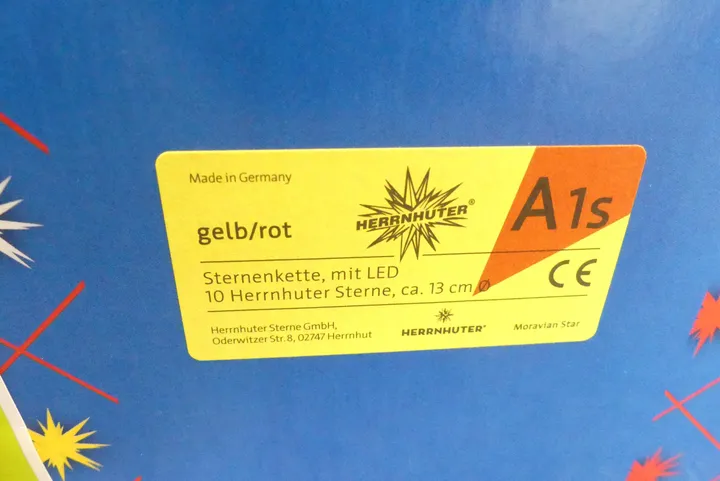 Made in Germany
gelb/rot
HERRNHUTER®
A1s
Sternenkette, mit LED
10 Herrnhuter Sterne, ca. 13 cm Ø
CE
Herrnhuter Sterne GmbH,
Oderwitzer Str. 8, 02747 Herrnhut
HERRNHUTER®
Moravian Star